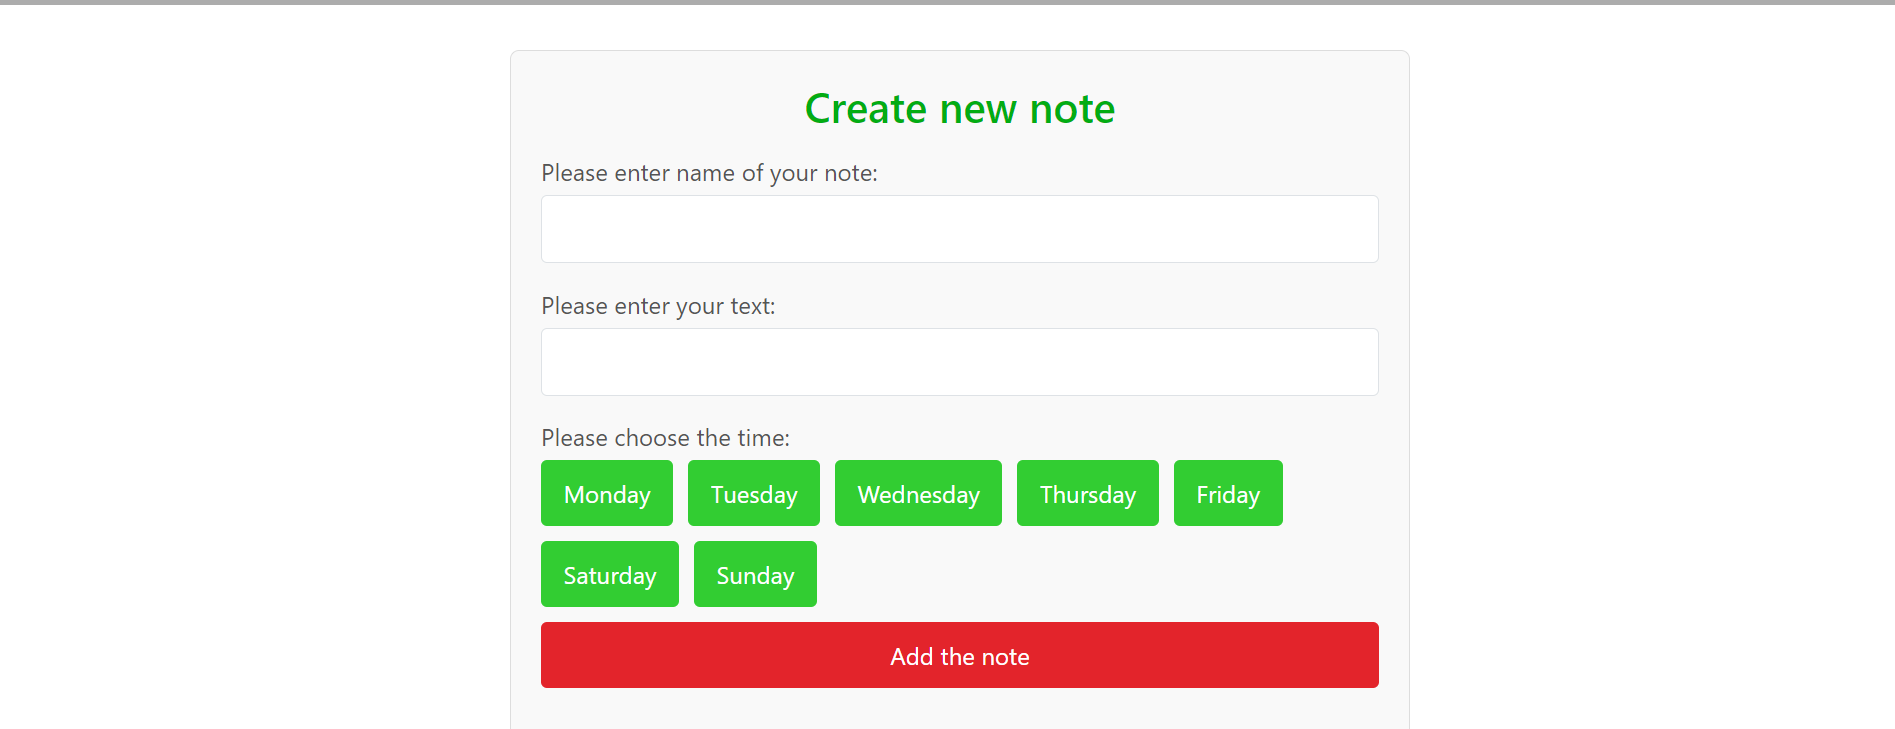 Create new note
Please enter name of your note:
Please enter your text:
Please choose the time:
Monday Tuesday Wednesday Thursday Friday
Saturday Sunday
Add the note